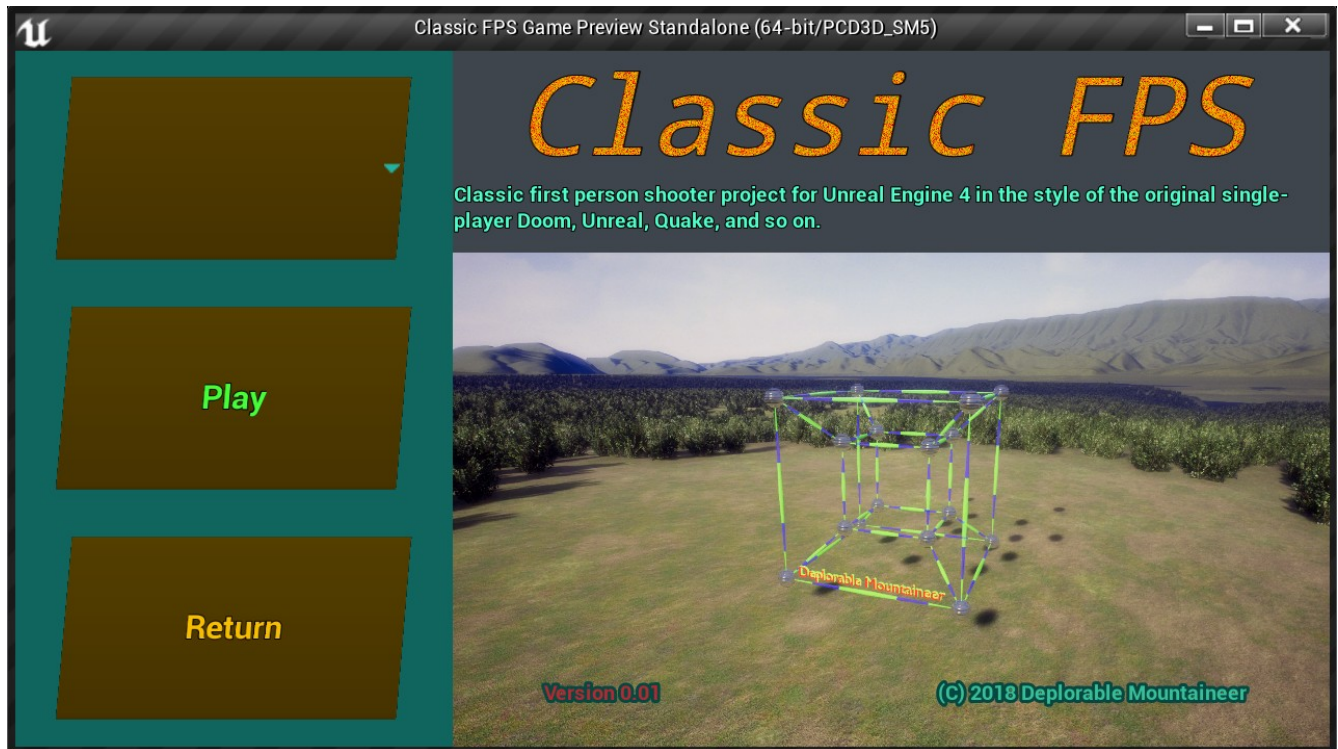 Classic FPS Game Preview Standalone (64-bit/PCD3D_SM5)
Classic FPS
Classic first person shooter project for Unreal Engine 4 in the style of the original single-
player Doom, Unreal, Quake, and so on.
Play
Return
Deplorable Mountaineer
Version 0.01
(C) 2018 Deplorable Mountaineer